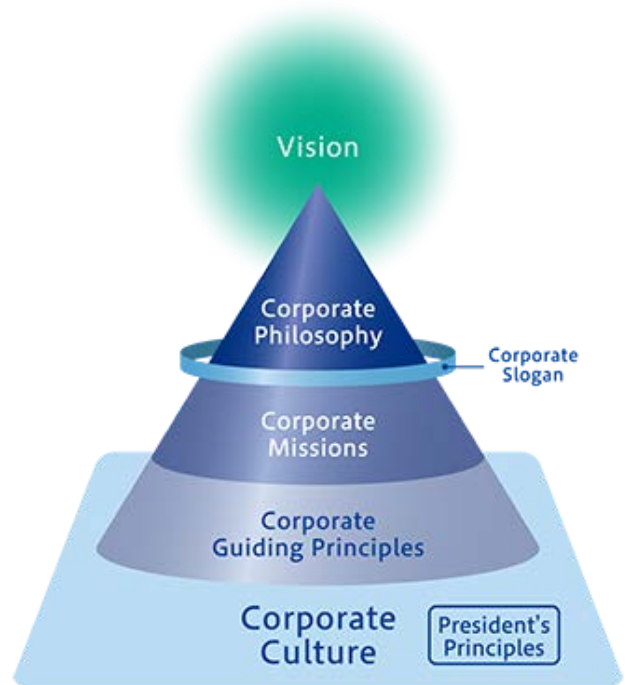 Vision
Corporate
Philosophy
Corporate
Slogan
Corporate
Missions
Corporate
Guiding Principles
Corporate
Culture
President's
Principles